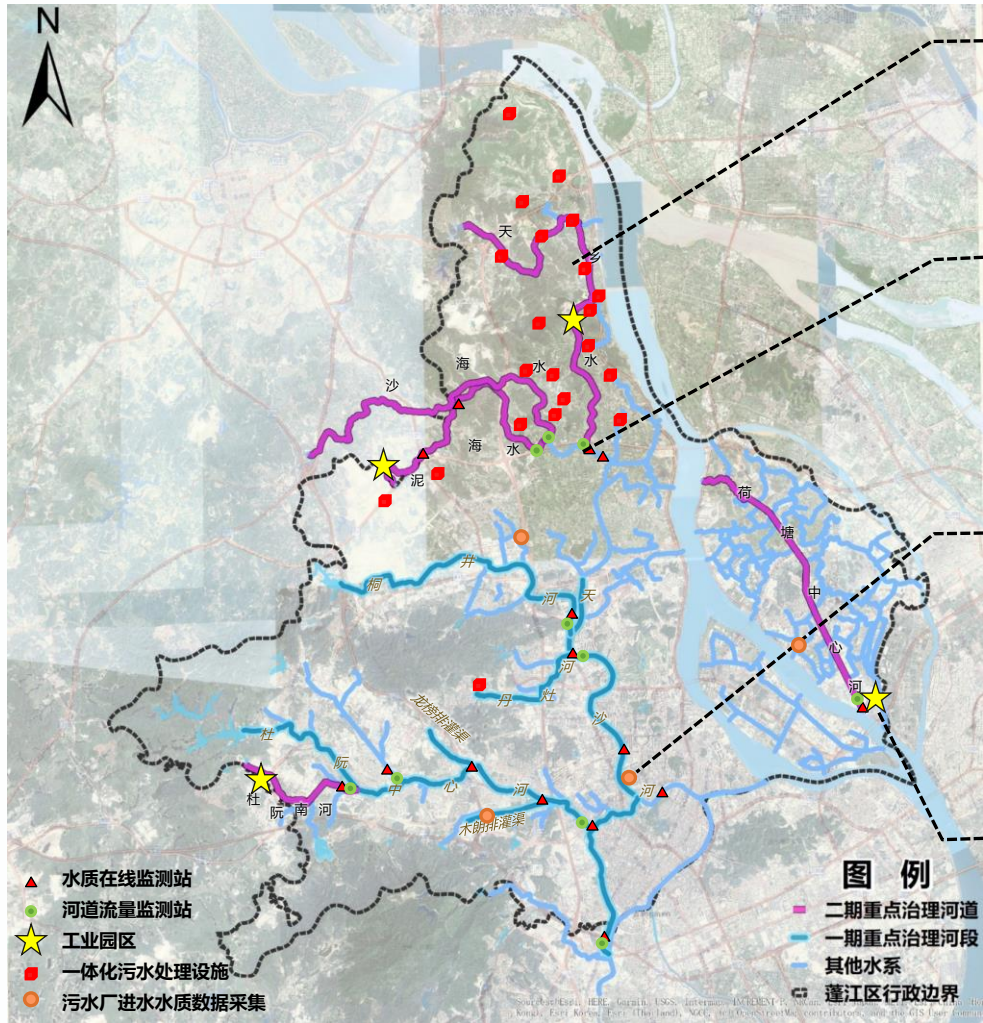 N
天
乡
水
沙
海
水
海
水
泥
荷
塘
中
心
河
桐
井
河
天
河
丹
灶
沙
河
龙榜排灌渠
杜
阮
中
心
河
木朗排灌渠
杜
阮
南
河
水质在线监测站
河道流量监测站
工业园区
一体化污水处理设施
污水厂进水水质数据采集
图 例
二期重点治理河道
一期重点治理河段
其他水系
蓬江区行政边界